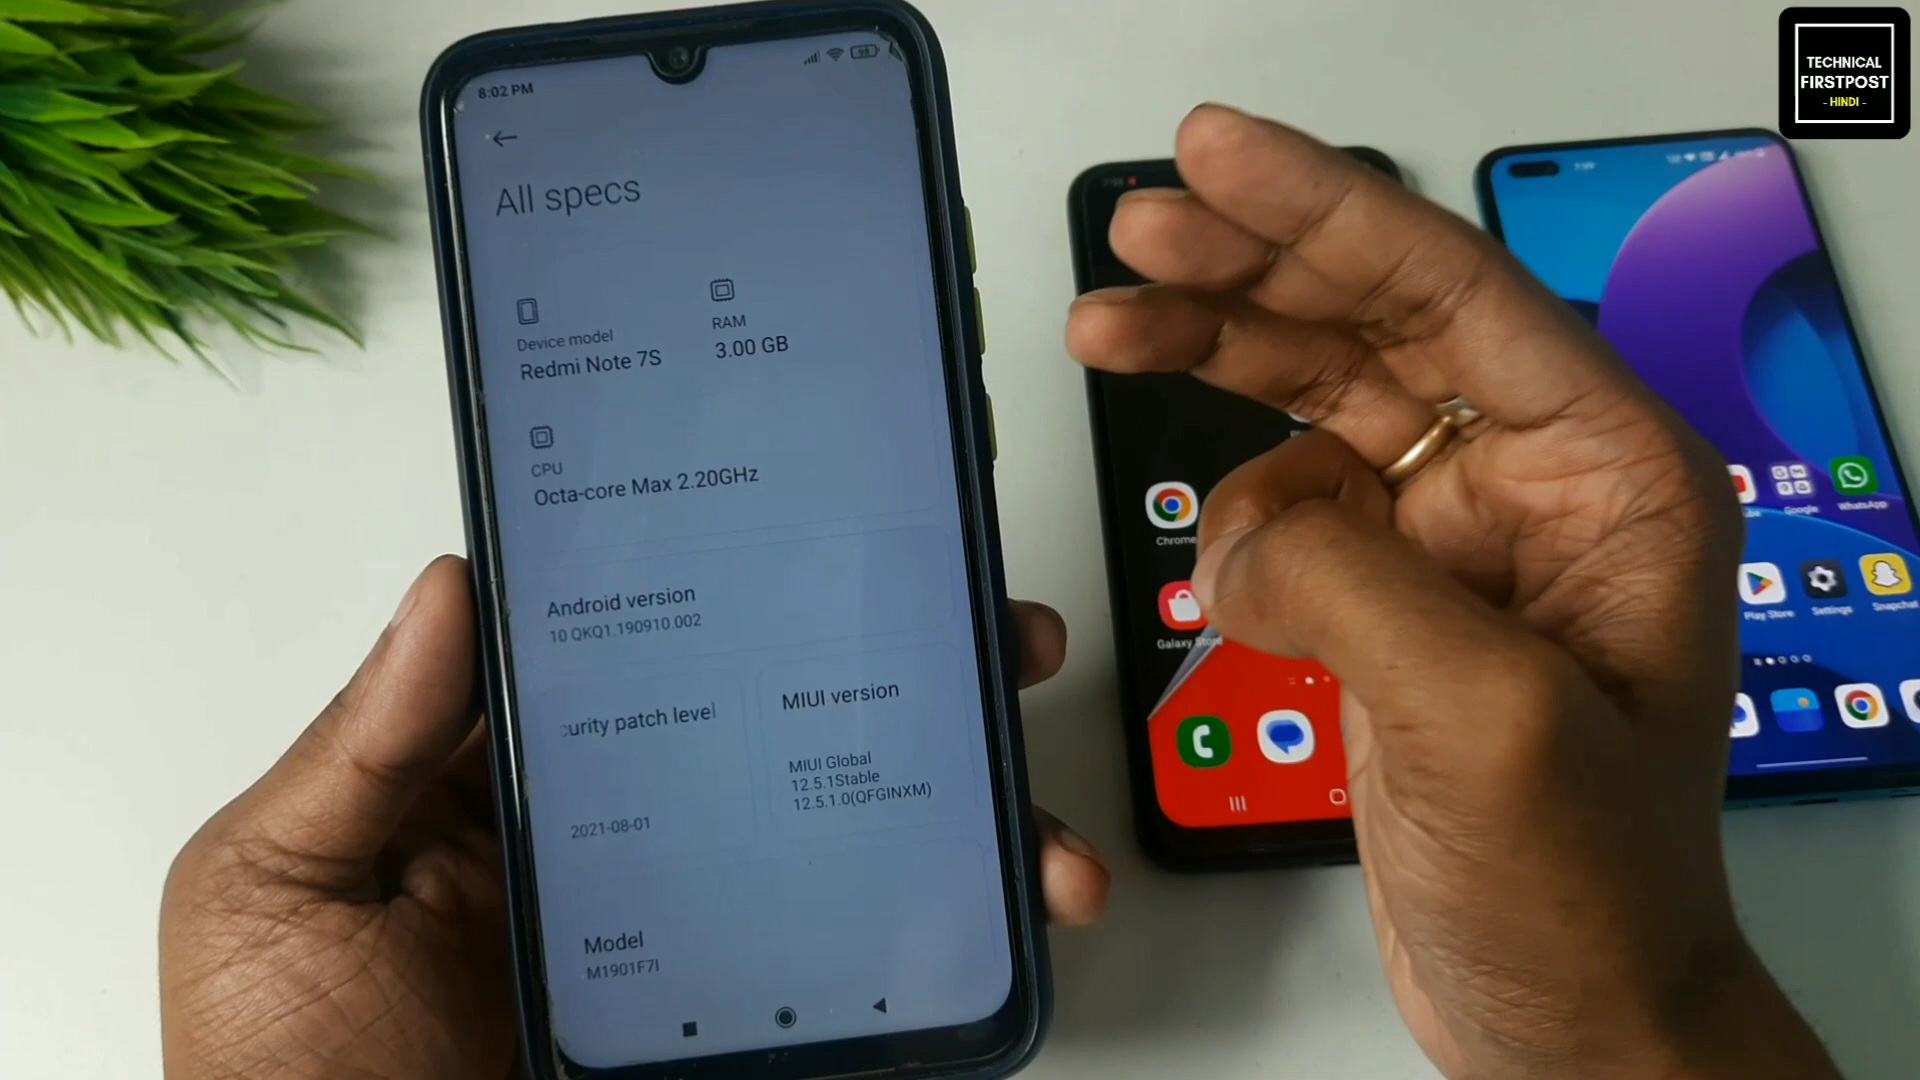 TECHNICAL
FIRSTPOST
- HINDI -
8:02 PM
98
All specs
Device model
Redmi Note 7S
RAM
3.00 GB
CPU
Octa-core Max 2.20GHz
Android version
10 QKQ1.190910.002
curity patch level
2021-08-01
MIUI version
MIUI Global
12.5.1Stable
12.5.1.0(QFGINXM)
Model
M1901F7I
Chrome
Galaxy Store
Google
WhatsApp
Play Store
Settings
Snapchat